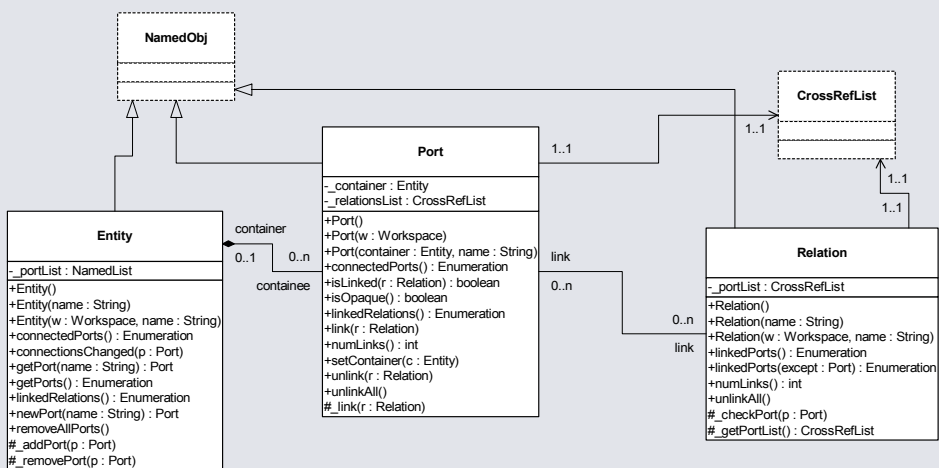 NamedObj
CrossRefList
1..1
1..1
1..1
1..1
Port
-_container : Entity
-_relationsList : CrossRefList
+Port()
+Port(w : Workspace)
+Port(container : Entity, name : String)
+connectedPorts() : Enumeration
+isLinked(r : Relation) : boolean
+isOpaque() : boolean
+linkedRelations() : Enumeration
+link(r : Relation)
+numLinks() : int
+setContainer(c : Entity)
+unlink(r : Relation)
+unlinkAll()
#_link(r : Relation)
container
0..1
0..n
containee
link
0..n
0..n
link
Entity
-_portList : NamedList
+Entity()
+Entity(name : String)
+Entity(w : Workspace, name : String)
+connectedPorts() : Enumeration
+connectionsChanged(p : Port)
+getPort(name : String) : Port
+getPorts() : Enumeration
+linkedRelations() : Enumeration
+newPort(name : String) : Port
+removeAllPorts()
#_addPort(p : Port)
#_removePort(p : Port)
Relation
-_portList : CrossRefList
+Relation()
+Relation(name : String)
+Relation(w : Workspace, name : String)
+linkedPorts() : Enumeration
+linkedPorts(except : Port) : Enumeration
+numLinks() : int
+unlinkAll()
#_checkPort(p : Port)
#_getPortList() : CrossRefList